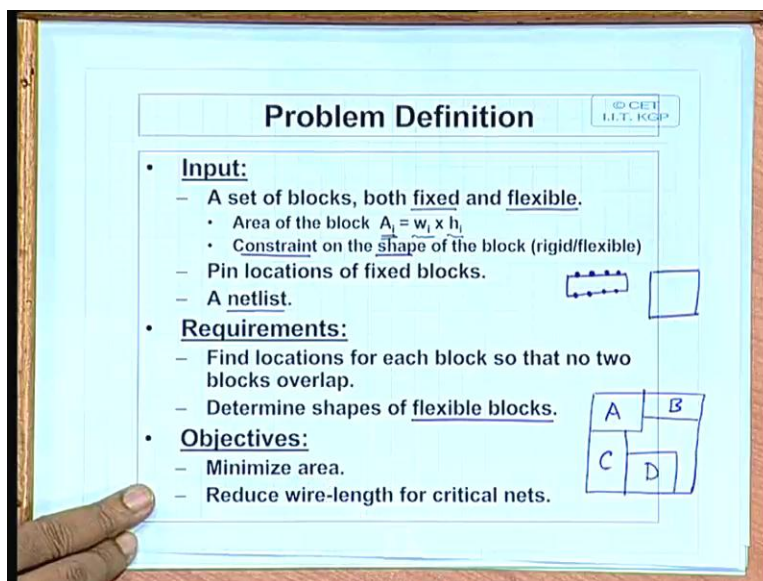 Problem Definition
© CET
I.I.T. KGP
• Input:
– A set of blocks, both fixed and flexible.
• Area of the block Ai = wi x hi
• Constraint on the shape of the block (rigid/flexible)
– Pin locations of fixed blocks.
– A netlist.
• Requirements:
– Find locations for each block so that no two
blocks overlap.
– Determine shapes of flexible blocks.
• Objectives:
– Minimize area.
– Reduce wire-length for critical nets.
A B
C D